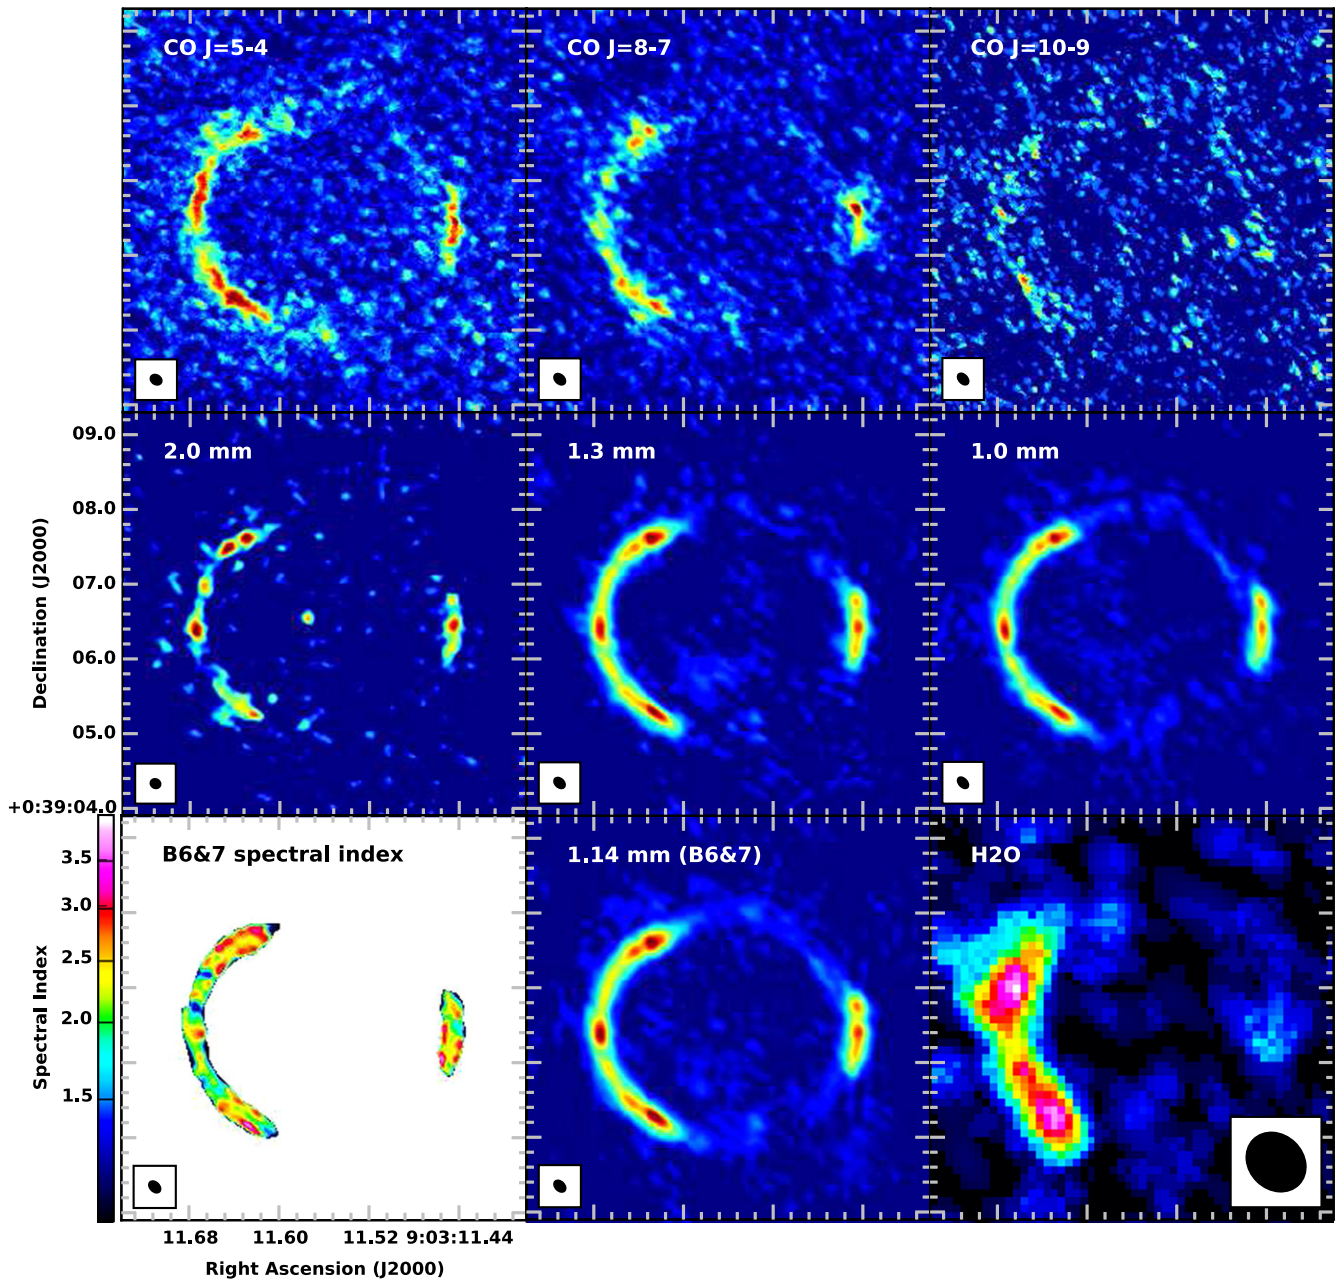 CO J=5-4
CO J=8-7
CO J=10-9
2.0 mm
1.3 mm
1.0 mm
09.0
08.0
07.0
06.0
05.0
+0:39:04.0
Declination (J2000)
B6&7 spectral index
1.14 mm (B6&7)
H2O
3.5
3.0
2.5
2.0
1.5
Spectral Index
11.68
11.60
11.52
9:03:11.44
Right Ascension (J2000)